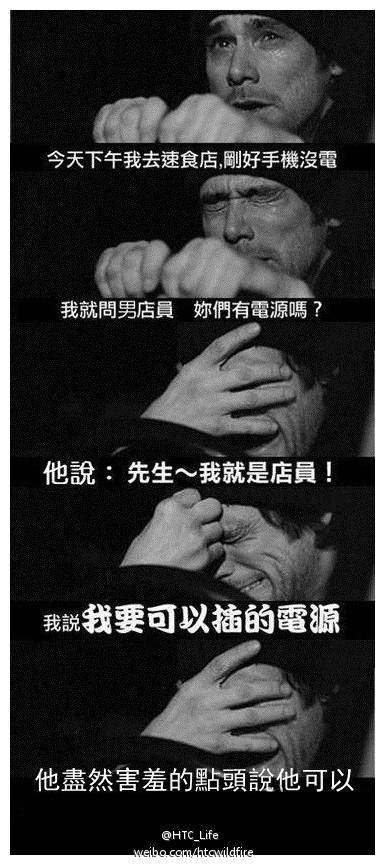 今天下午我去速食店,剛好手機沒電
我就問男店員 妳們有電源嗎？
他說： 先生～我就是店員！
我説我要可以插的電源
他盡然害羞的點頭說他可以
@HTC_Life
weibo.com/htcwildfire